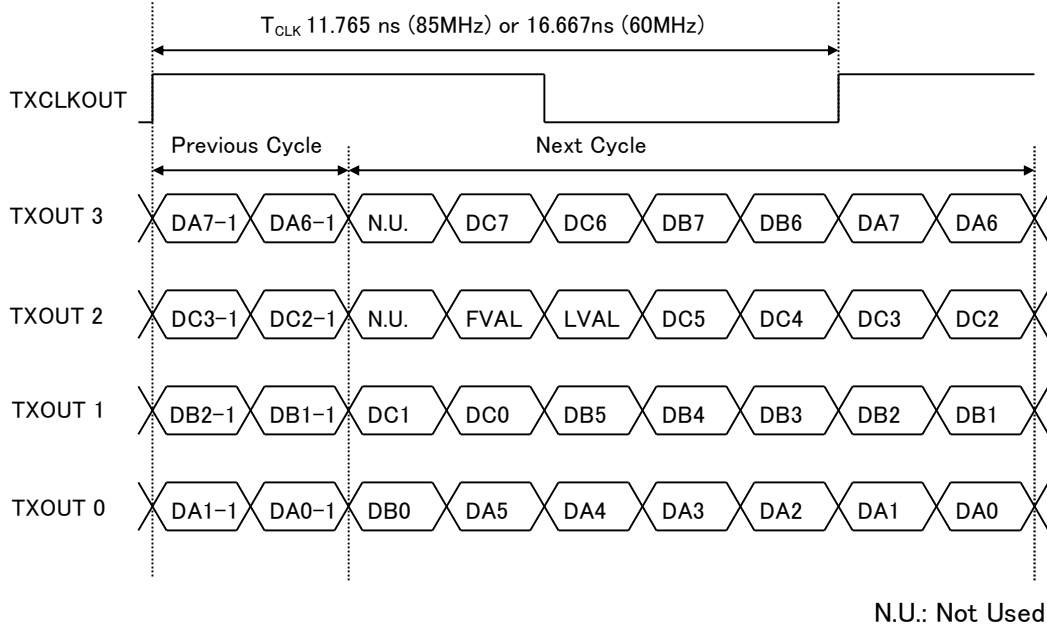 T_CLK 11.765 ns (85MHz) or 16.667ns (60MHz)
TXCLKOUT
Previous Cycle Next Cycle
TXOUT 3 DA7-1 DA6-1 N.U. DC7 DC6 DB7 DB6 DA7 DA6
TXOUT 2 DC3-1 DC2-1 N.U. FVAL LVAL DC5 DC4 DC3 DC2
TXOUT 1 DB2-1 DB1-1 DC1 DC0 DB5 DB4 DB3 DB2 DB1
TXOUT 0 DA1-1 DA0-1 DB0 DA5 DA4 DA3 DA2 DA1 DA0
N.U.: Not Used